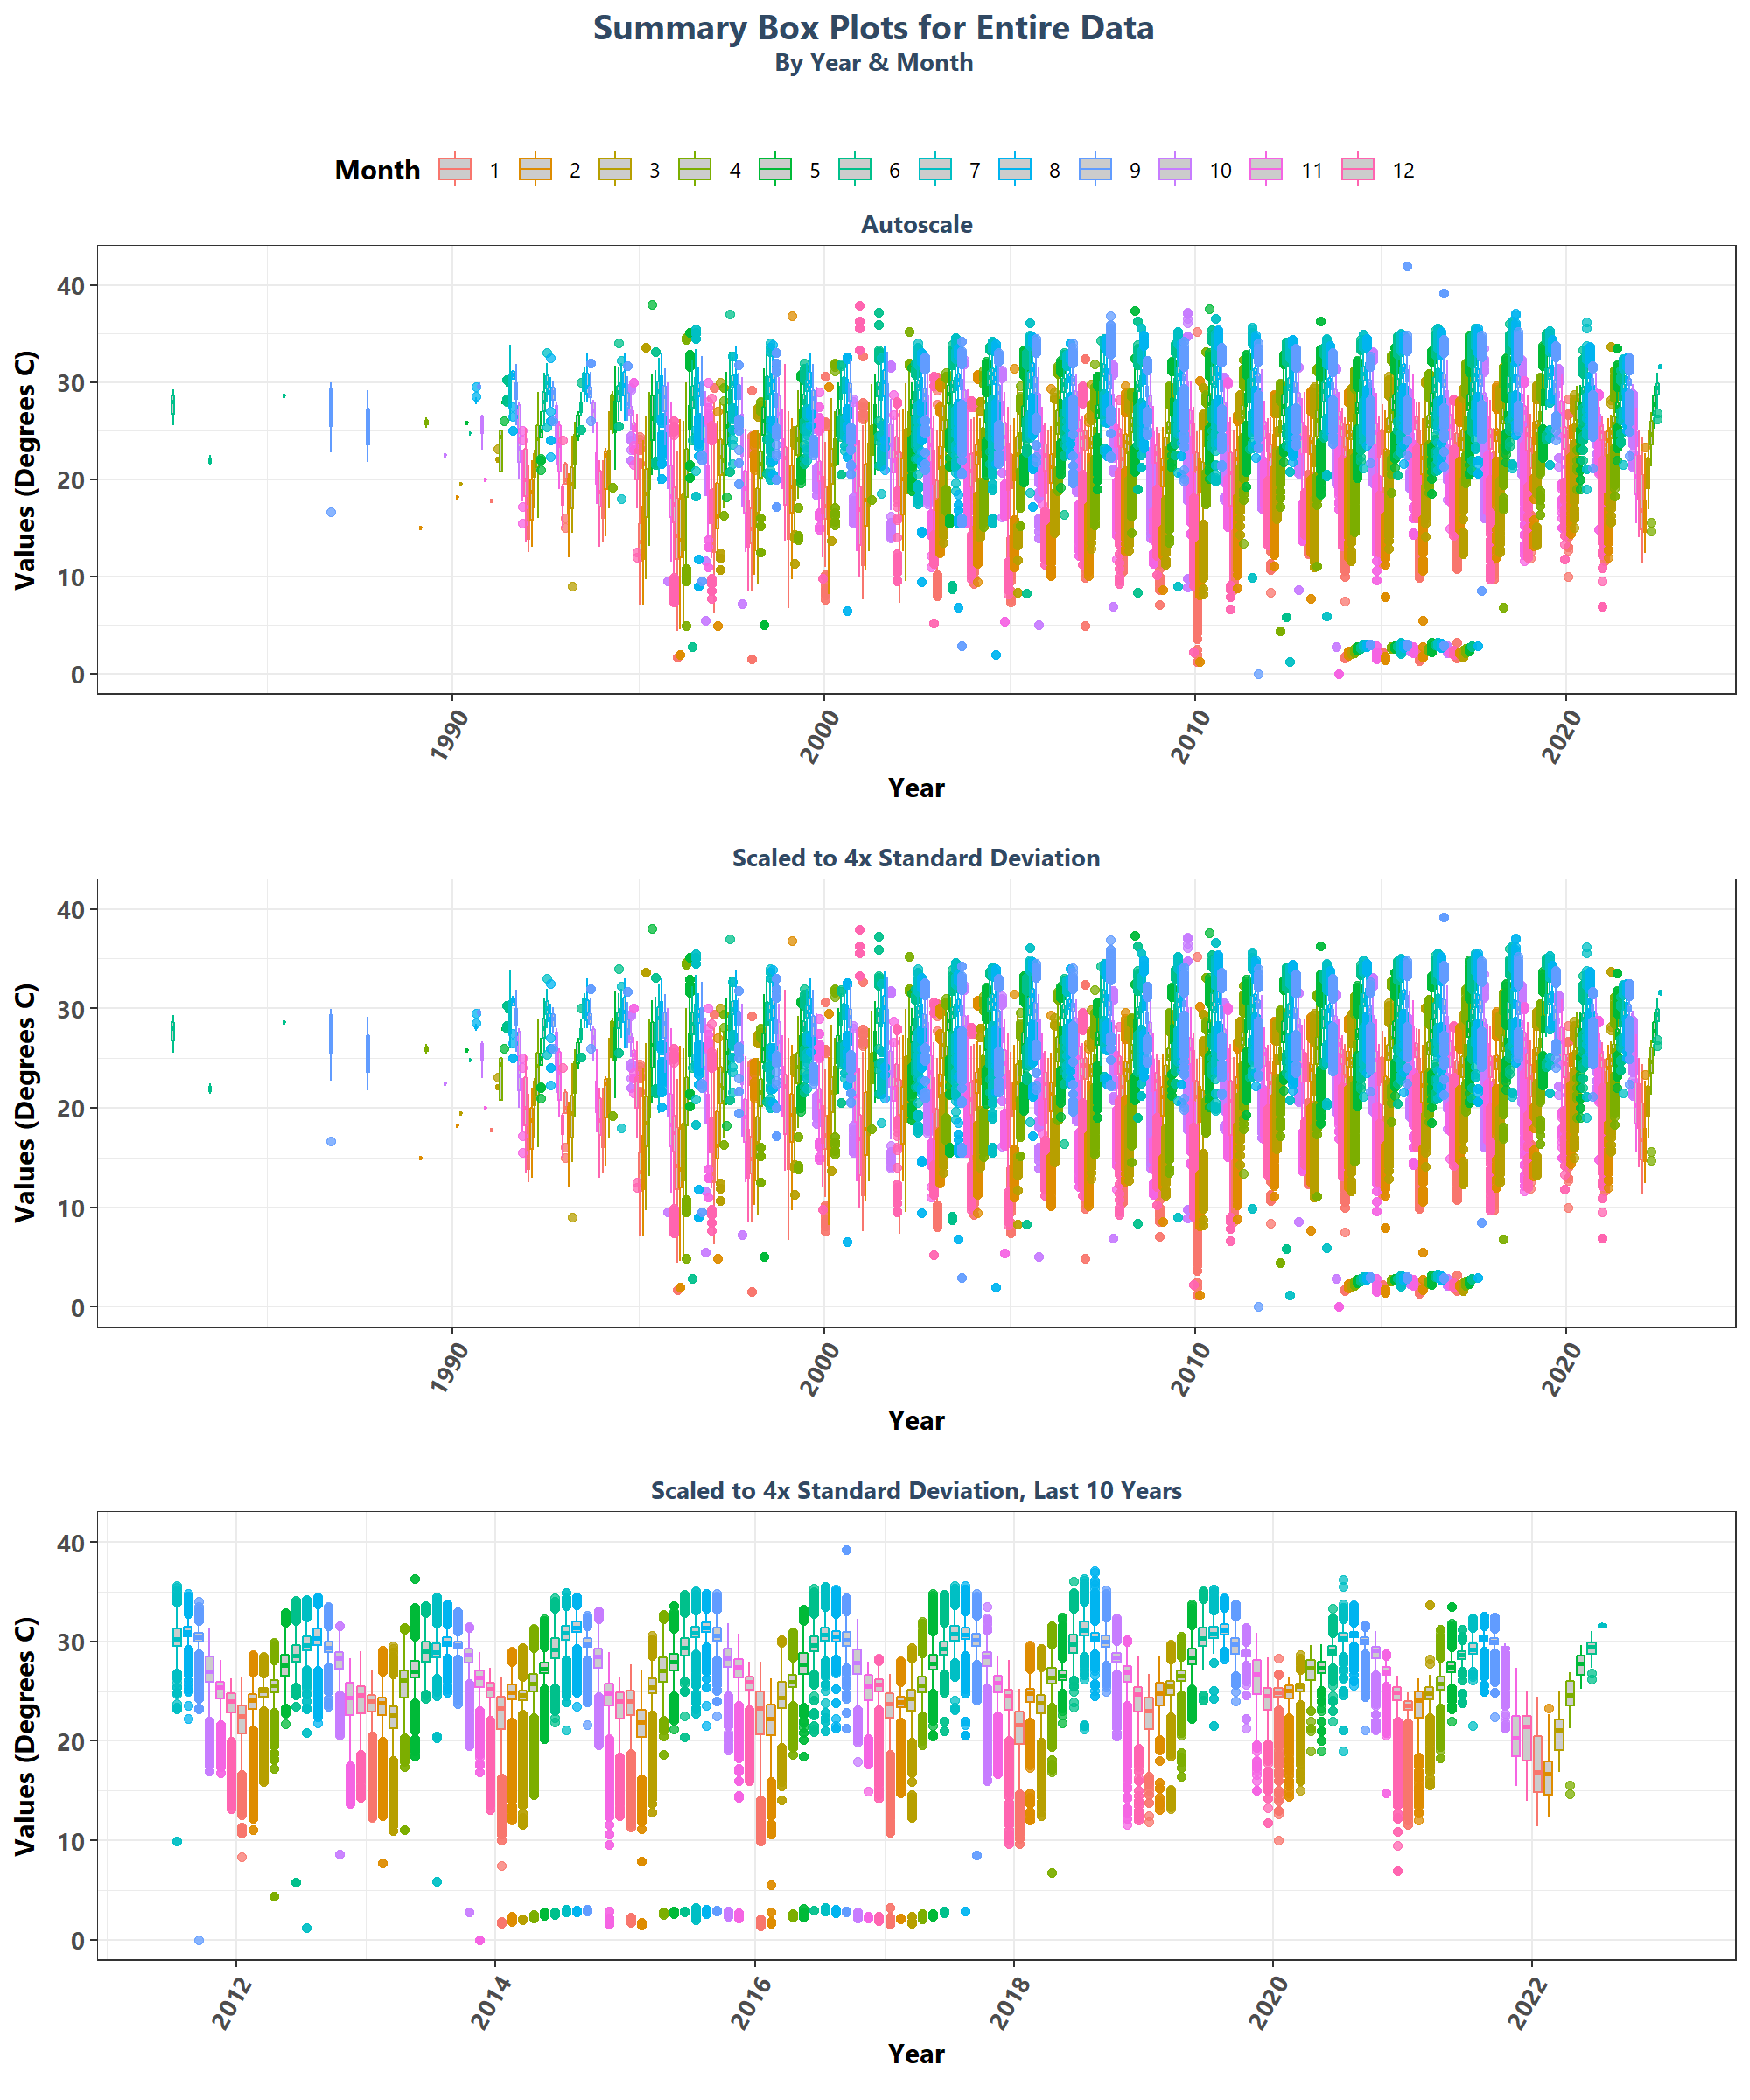 Summary Box Plots for Entire Data
By Year & Month
Month 1 2 3 4 5 6 7 8 9 10 11 12
Autoscale
Values (Degrees C)
40
30
20
10
0
1990 2000 2010 2020
Year
Scaled to 4x Standard Deviation
Values (Degrees C)
40
30
20
10
0
1990 2000 2010 2020
Year
Scaled to 4x Standard Deviation, Last 10 Years
Values (Degrees C)
40
30
20
10
0
2012 2014 2016 2018 2020 2022
Year